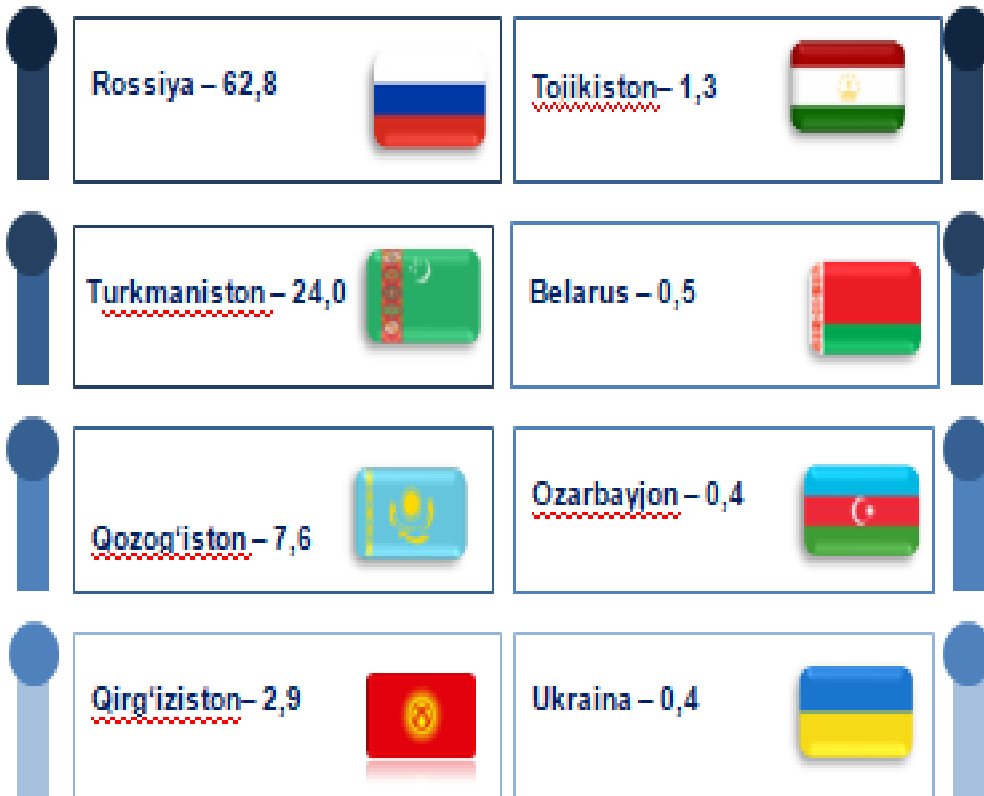 Rossiya – 62,8
Tojikiston– 1,3
Turkmaniston – 24,0
Belarus – 0,5
Qozog‘iston – 7,6
Ozarbayjon – 0,4
Qirg‘iziston– 2,9
Ukraina – 0,4